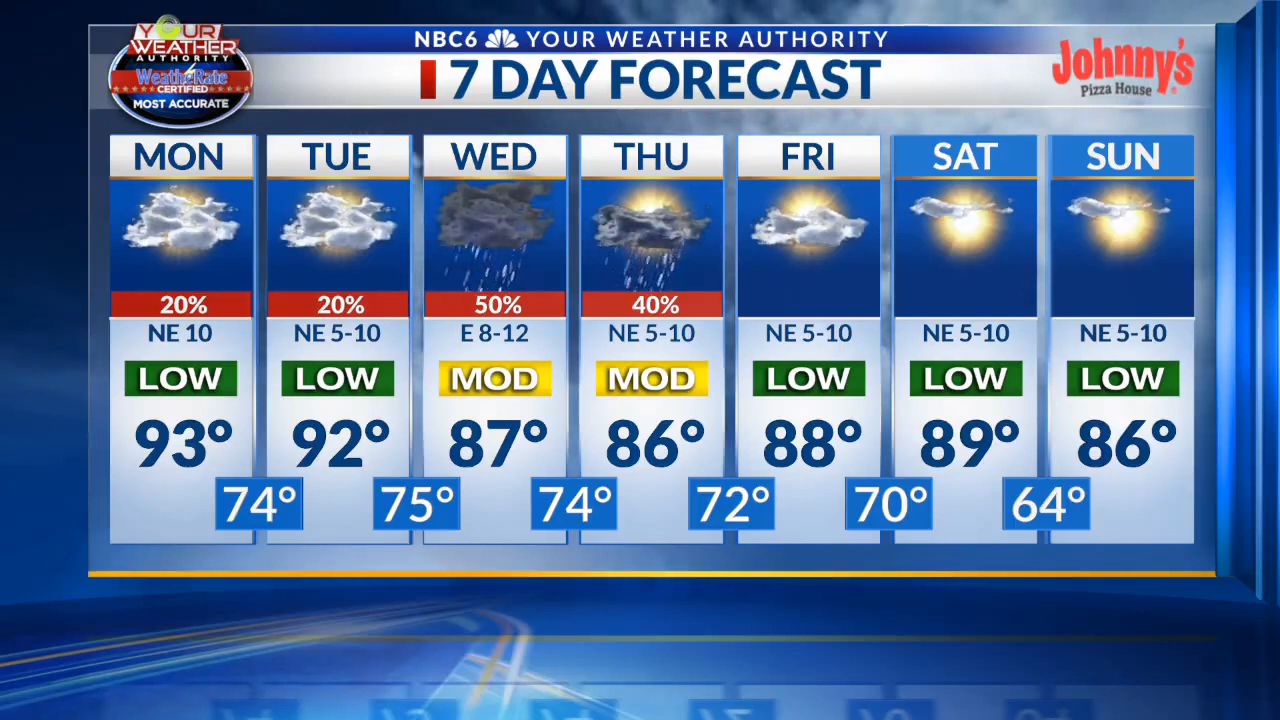 YOUR
WEATHER
AUTHORITY
WeatheRate
CERTIFIED
MOST ACCURATE
NBC6 YOUR WEATHER AUTHORITY
7 DAY FORECAST
Johnny's
Pizza House
MON TUE WED THU FRI SAT SUN
20% 20% 50% 40%
NE 10 NE 5-10 E 8-12 NE 5-10 NE 5-10 NE 5-10 NE 5-10
LOW LOW MOD MOD LOW LOW LOW
93° 92° 87° 86° 88° 89° 86°
74° 75° 74° 72° 70° 64°